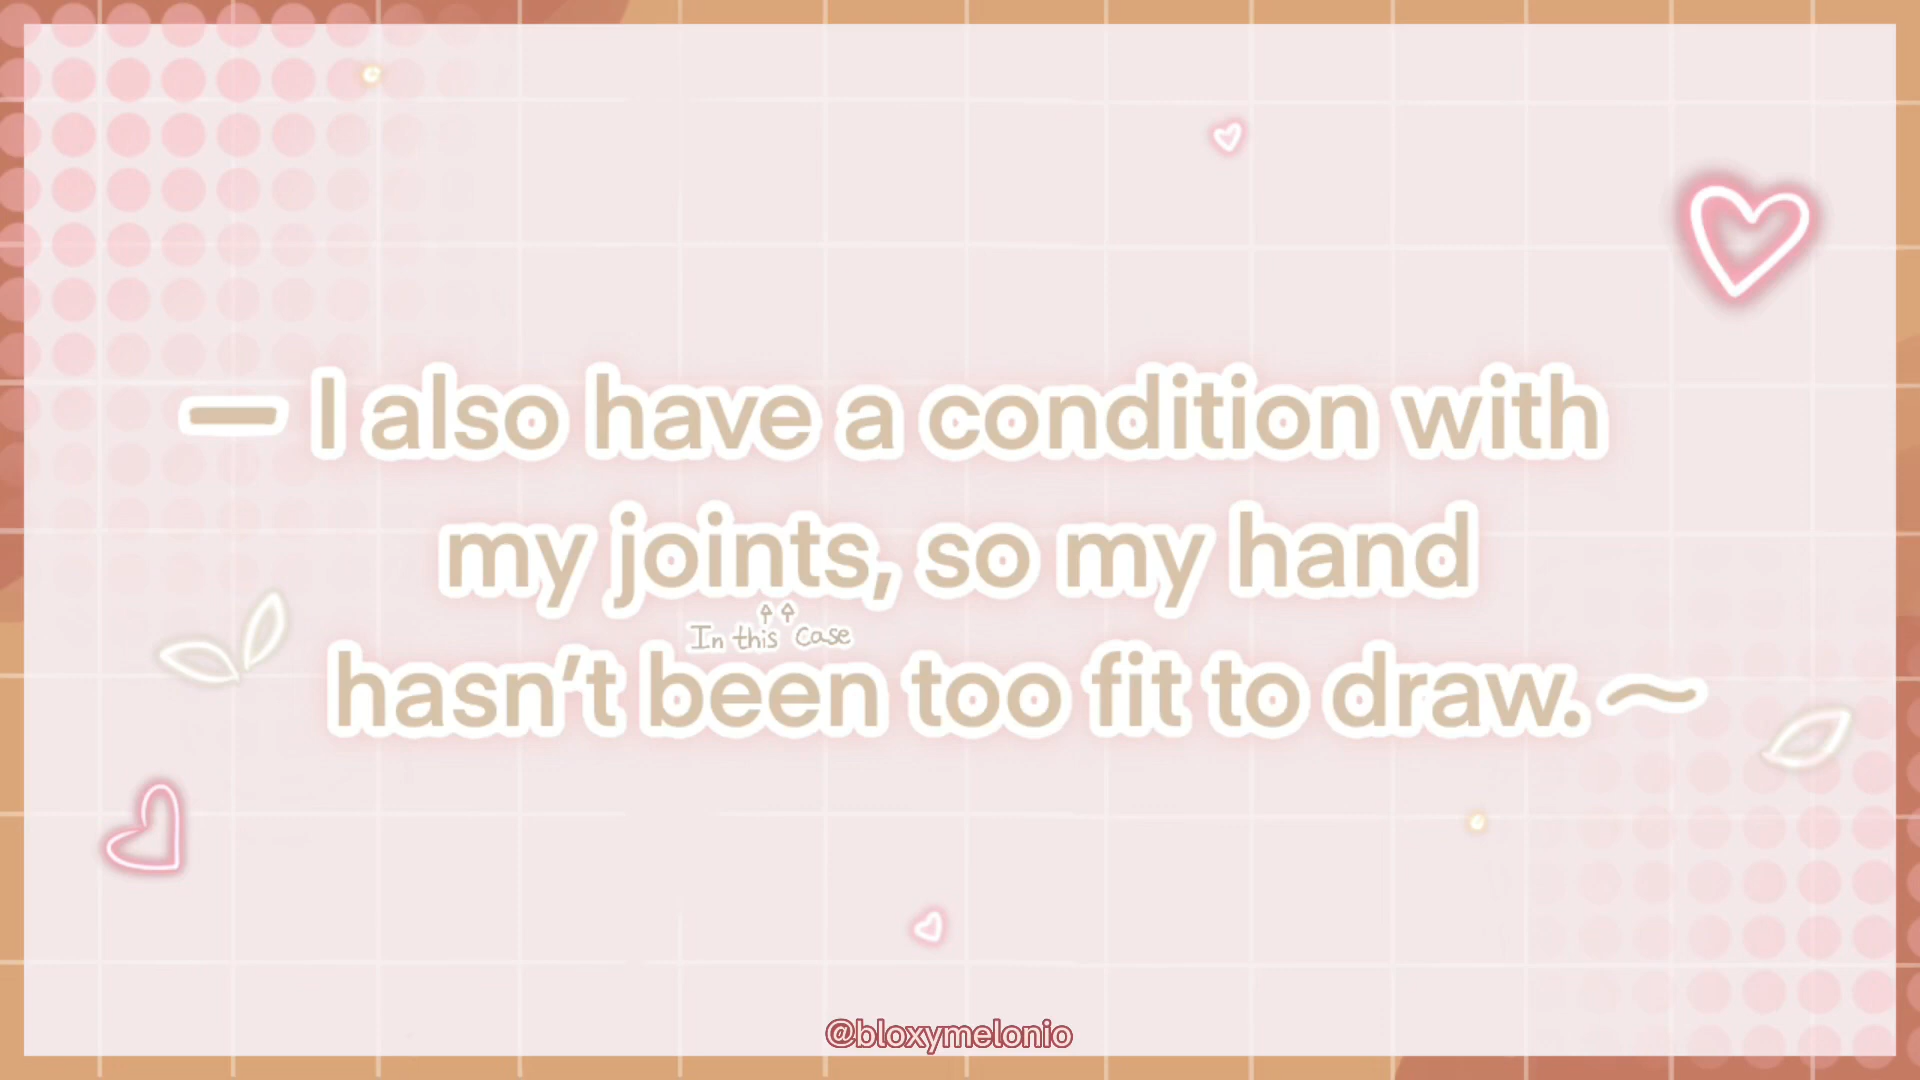 — I also have a condition with
my joints, so my hand
In this case
hasn’t been too fit to draw.~
@bloxymelonio